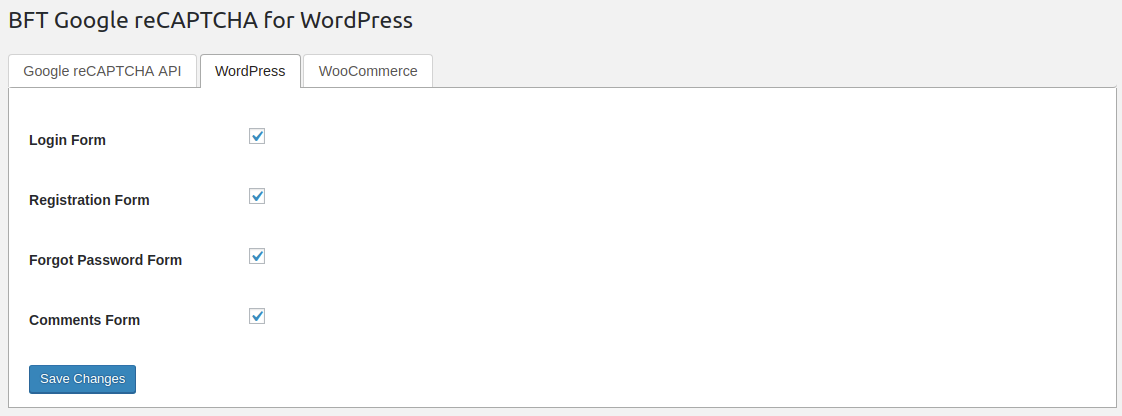 BFT Google reCAPTCHA for WordPress
Google reCAPTCHA API WordPress WooCommerce
Login Form
Registration Form
Forgot Password Form
Comments Form
Save Changes